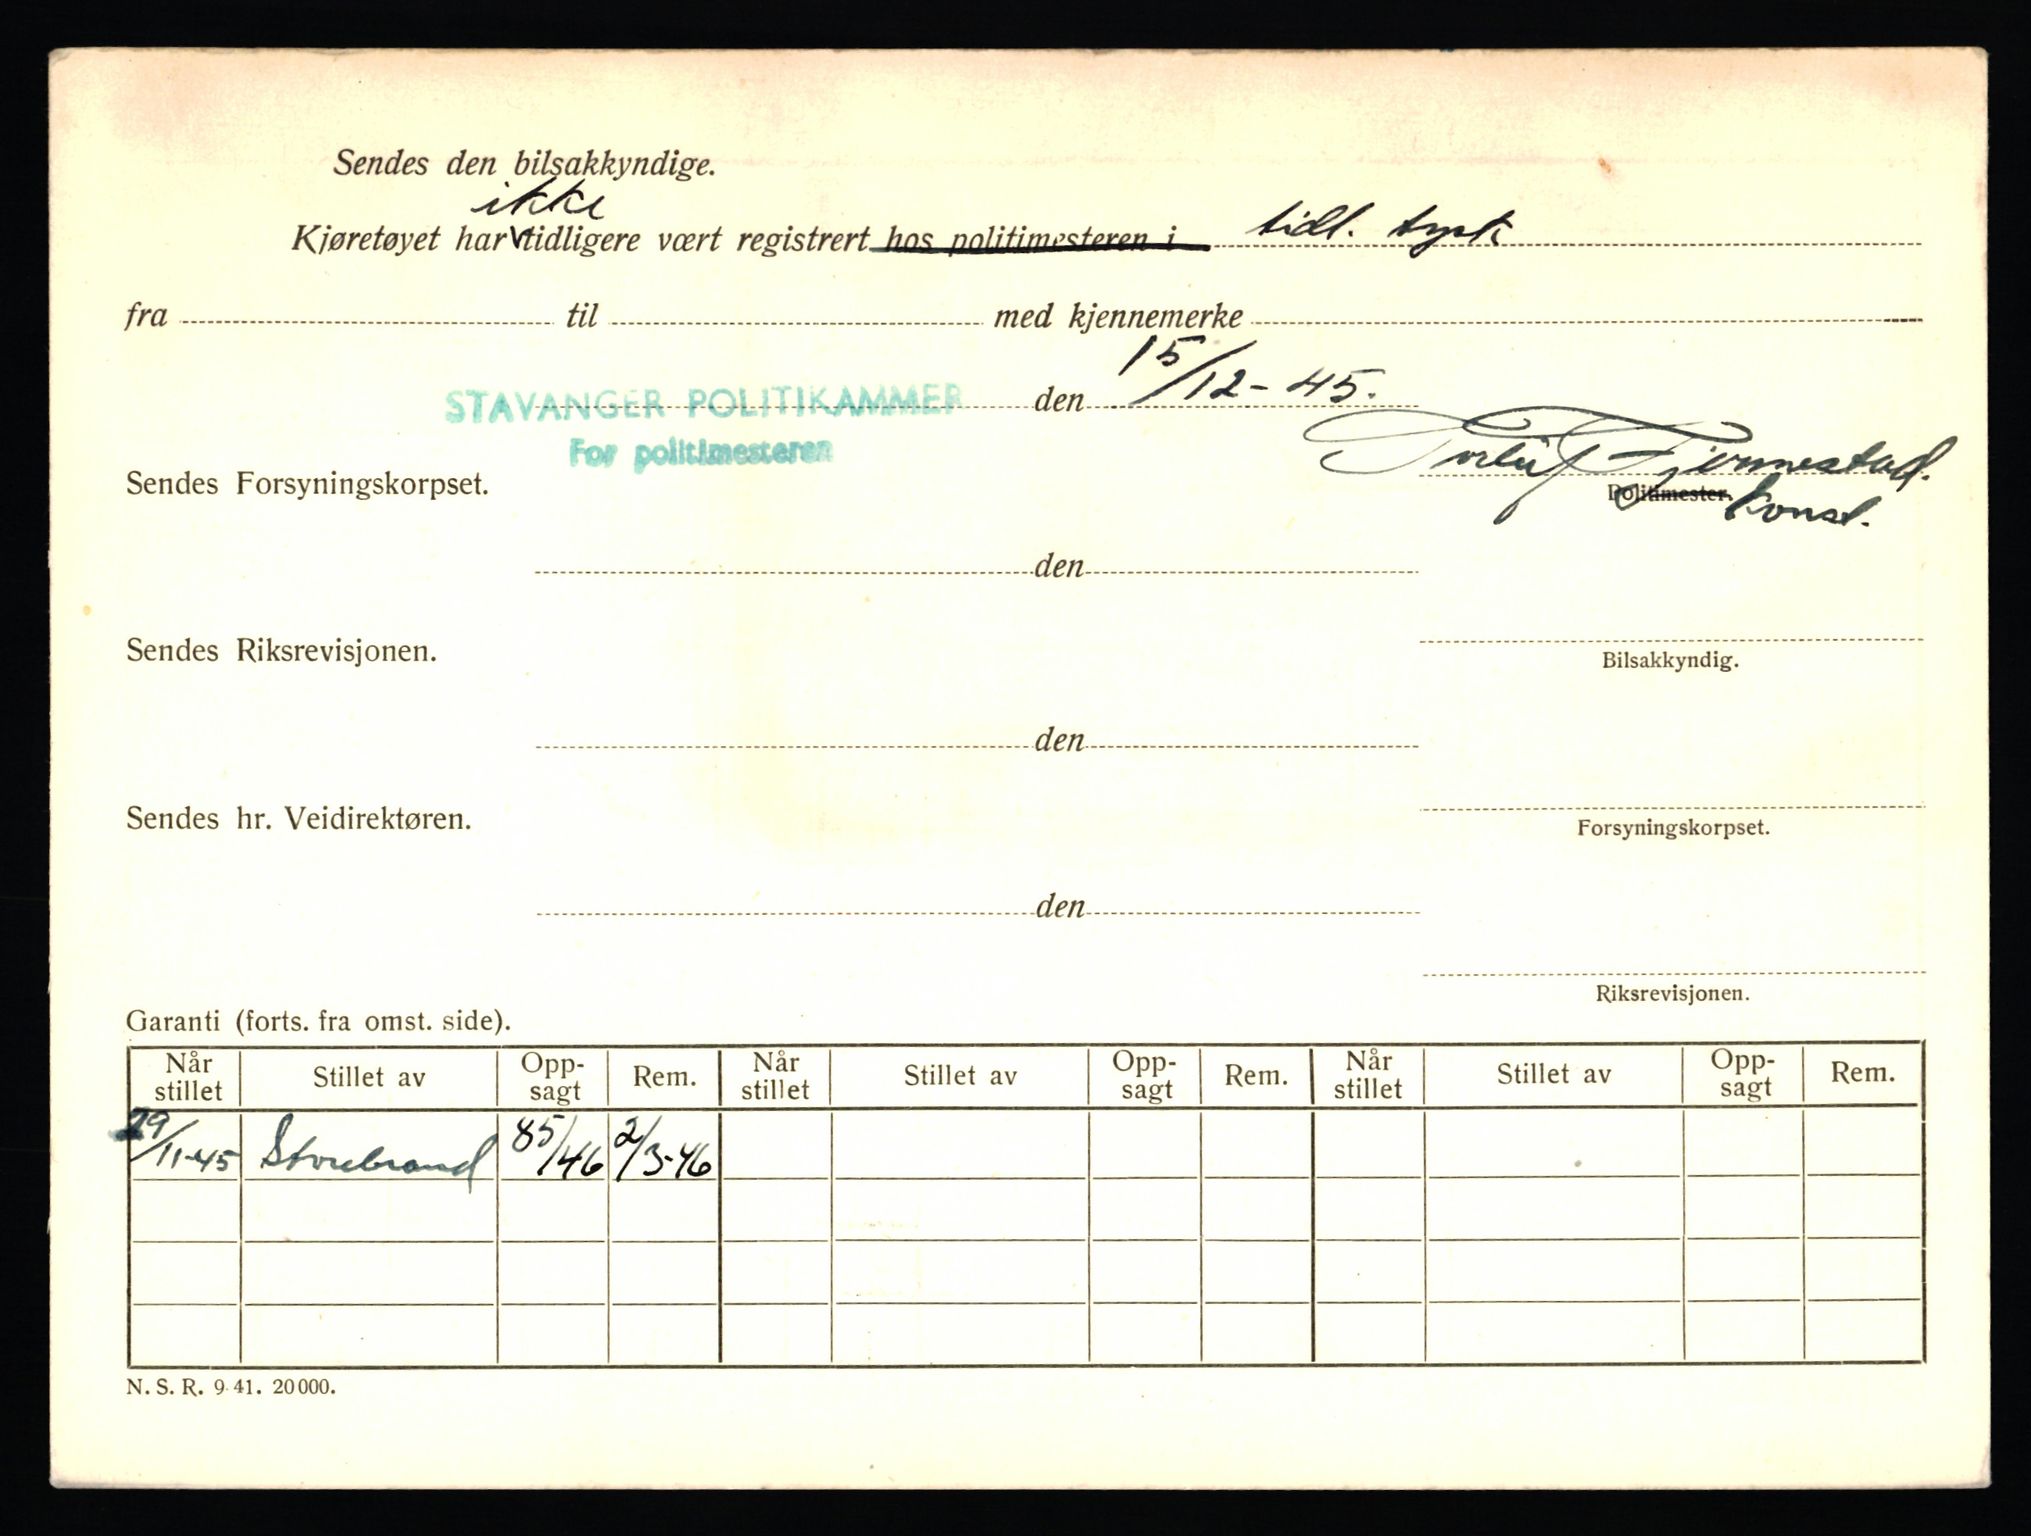 Sendes den bilsakkyndige.
ikke
Kjøretøyet har tidligere vært registrert hos politimesteren i tidl. tysk
fra til med kjennemerke
STAVANGER POLITIKAMMER den 15/12-45.
For politimesteren
Sendes Forsyningskorpset.
Politimester.
konst.
den
Sendes Riksrevisjonen.
Bilsakkyndig.
den
Sendes hr. Veidirektøren.
Forsyningskorpset.
den
Riksrevisjonen.
Garanti (forts. fra omst. side).
Når stillet Stillet av Opp-sagt Rem. Når stillet Stillet av Opp-sagt Rem. Når stillet Stillet av Opp-sagt Rem.
29/11-45 Storebrand 85/46 2/3-46
N. S. R. 9 41. 20000.